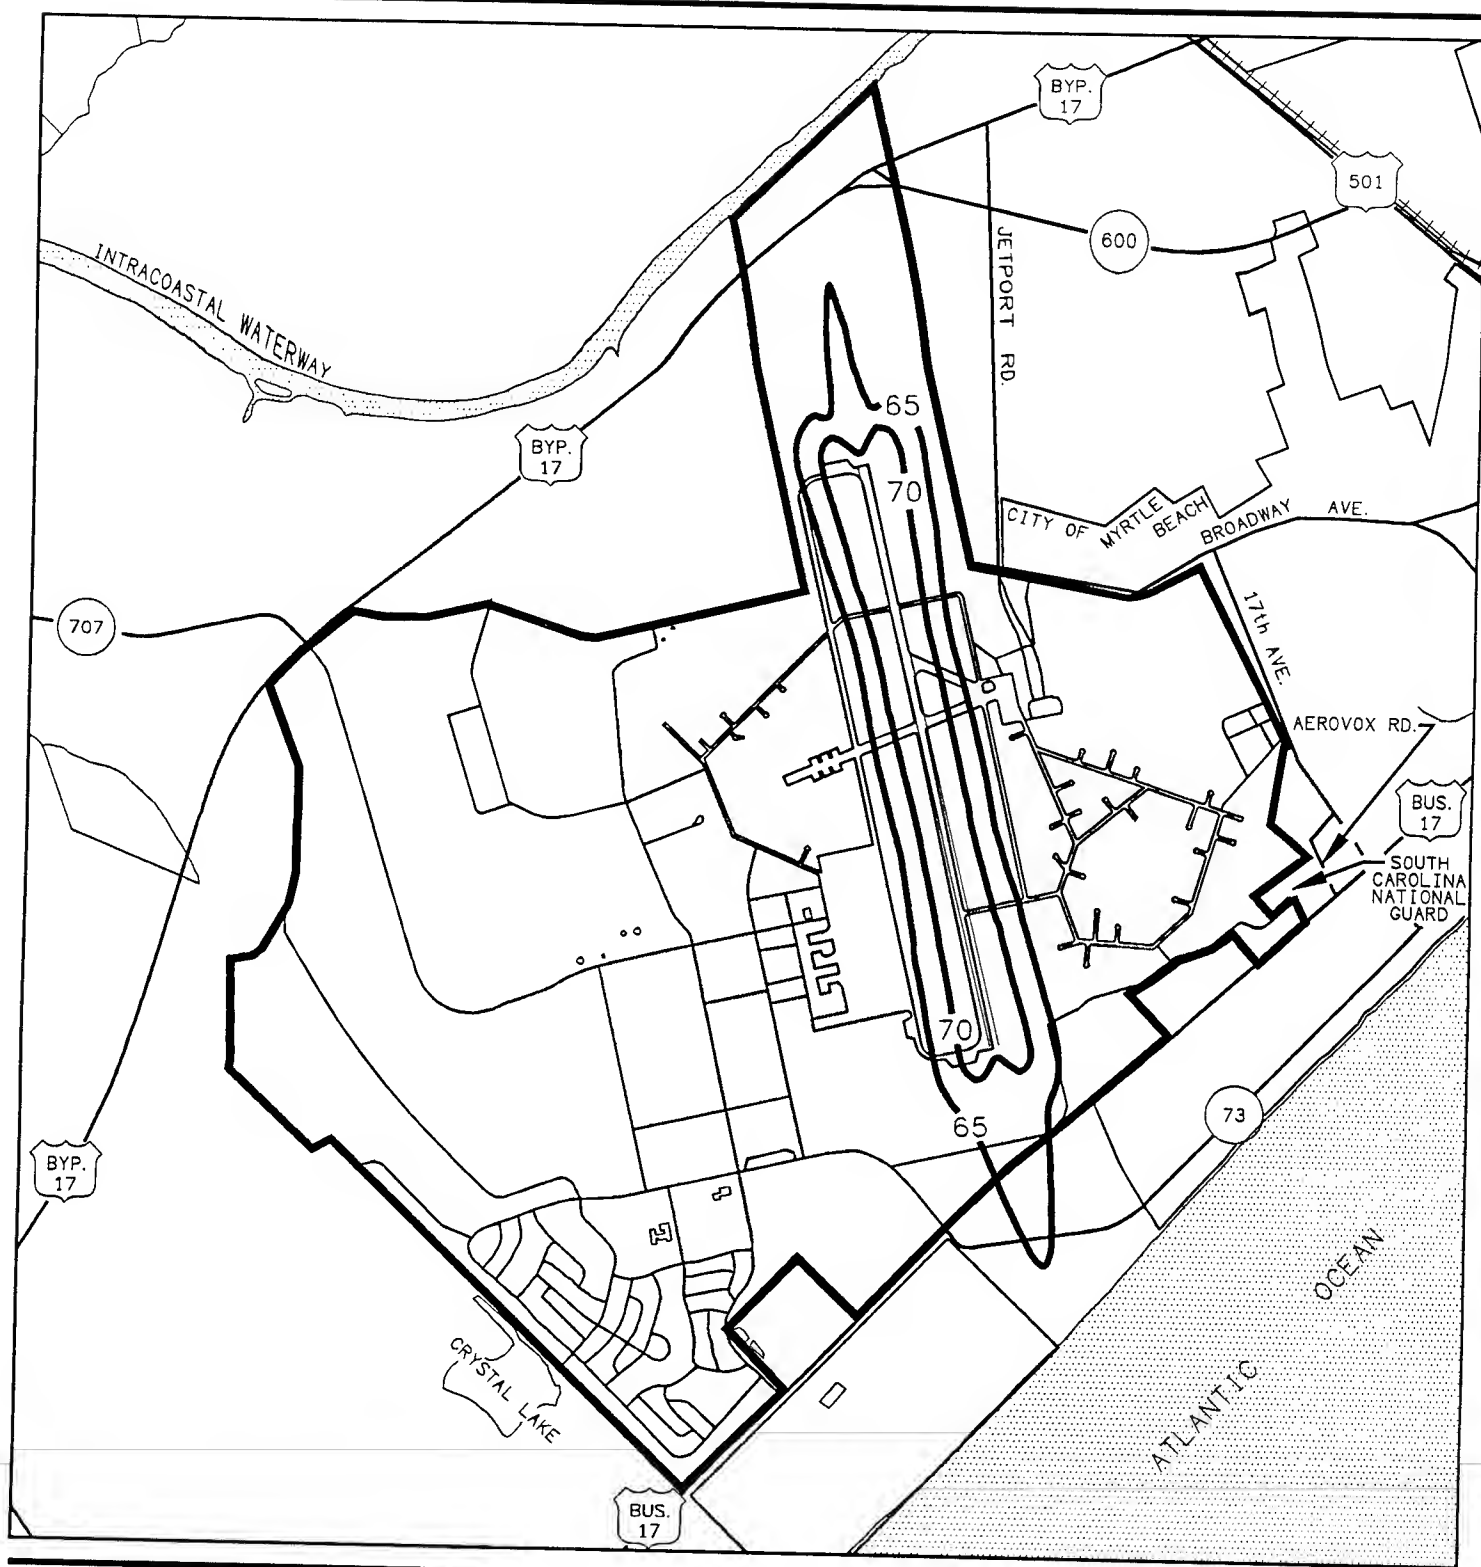 BYP.
17
501
600
INTRACOASTAL WATERWAY
JETPORT RD.
65
BYP.
17
70
CITY OF MYRTLE
BEACH
BROADWAY AVE.
707
17th AVE.
AEROVOX RD.
BUS.
17
SOUTH
CAROLINA
NATIONAL
GUARD
70
65
73
BYP.
17
ATLANTIC OCEAN
CRYSTAL LAKE
BUS.
17